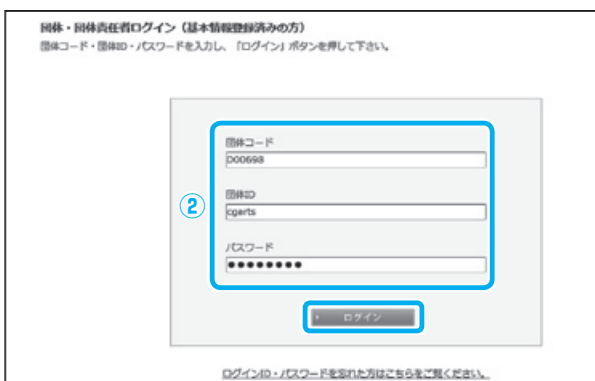 団体・団体責任者ログイン（基本情報登録済みの方）
団体コード・団体ID・パスワードを入力し、「ログイン」ボタンを押して下さい。
団体コード
D00698
②
団体ID
cgarts
パスワード
●●●●●●●●
ログイン
ログインID・パスワードを忘れた方はこちらをご覧ください。